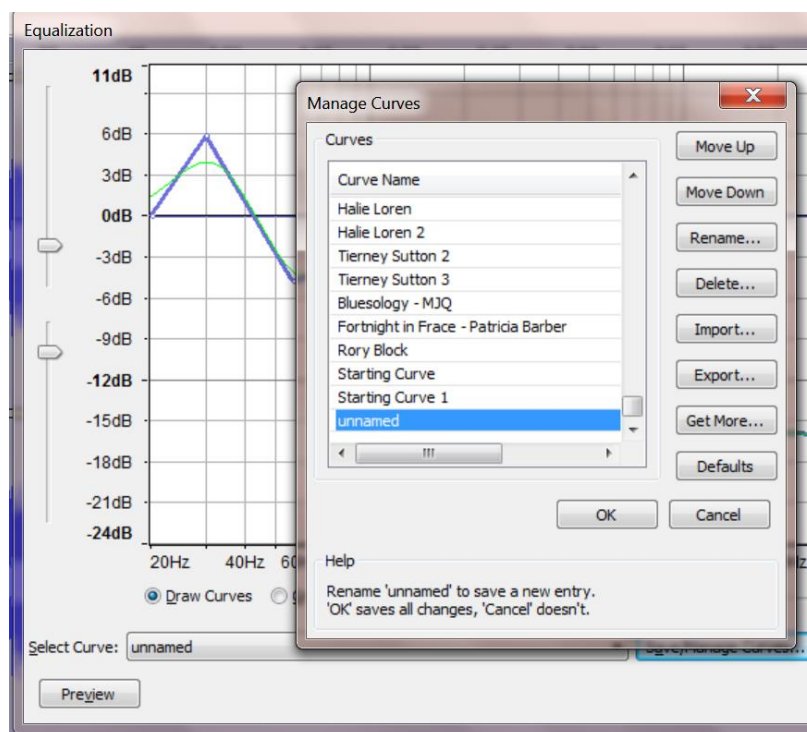 Equalization
11dB
6dB
3dB
0dB
-3dB
-6dB
-9dB
-12dB
-15dB
-18dB
-21dB
-24dB
20Hz 40Hz
Draw Curves
Select Curve: unnamed
Preview
Manage Curves
Curves
Curve Name
Halie Loren
Halie Loren 2
Tierney Sutton 2
Tierney Sutton 3
Bluesology - MJQ
Fortnight in Frace - Patricia Barber
Rory Block
Starting Curve
Starting Curve 1
unnamed
Move Up
Move Down
Rename...
Delete...
Import...
Export...
Get More...
Defaults
OK
Cancel
Help
Rename 'unnamed' to save a new entry.
'OK' saves all changes, 'Cancel' doesn't.
Save/Manage Curves...